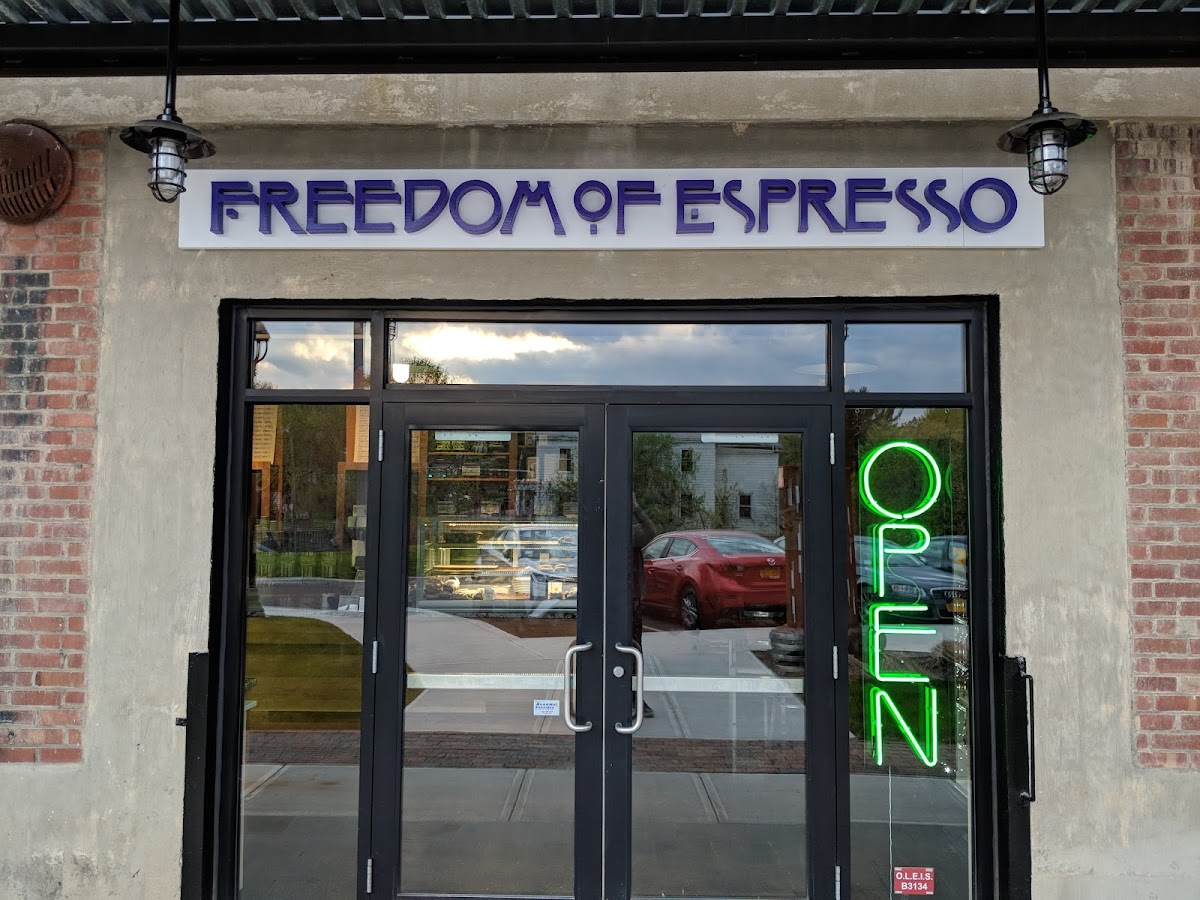 FREEDOM OF ESPRESSO
OPEN
O.L.E.I.S.
B3134